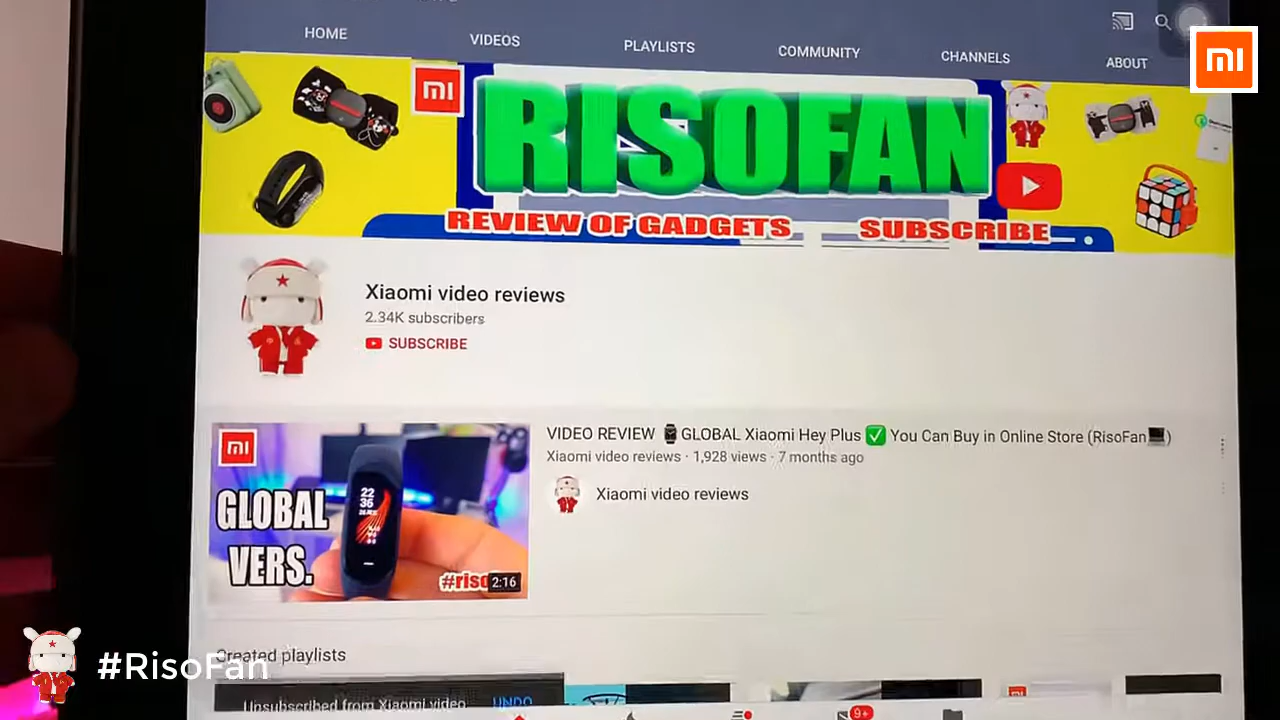 HOME VIDEOS PLAYLISTS COMMUNITY CHANNELS ABOUT
mi
mi
RISOFAN
REVIEW OF GADGETS SUBSCRIBE
Xiaomi video reviews
2.34K subscribers
SUBSCRIBE
mi
GLOBAL
VERS.
22
36
#riso
2:16
VIDEO REVIEW ⌚GLOBAL Xiaomi Hey Plus ✅ You Can Buy in Online Store (RisoFan💻)
Xiaomi video reviews · 1,928 views · 7 months ago
Xiaomi video reviews
Created playlists
#RisoFan
Unsubscribed from Xiaomi video UNDO
mi
9+